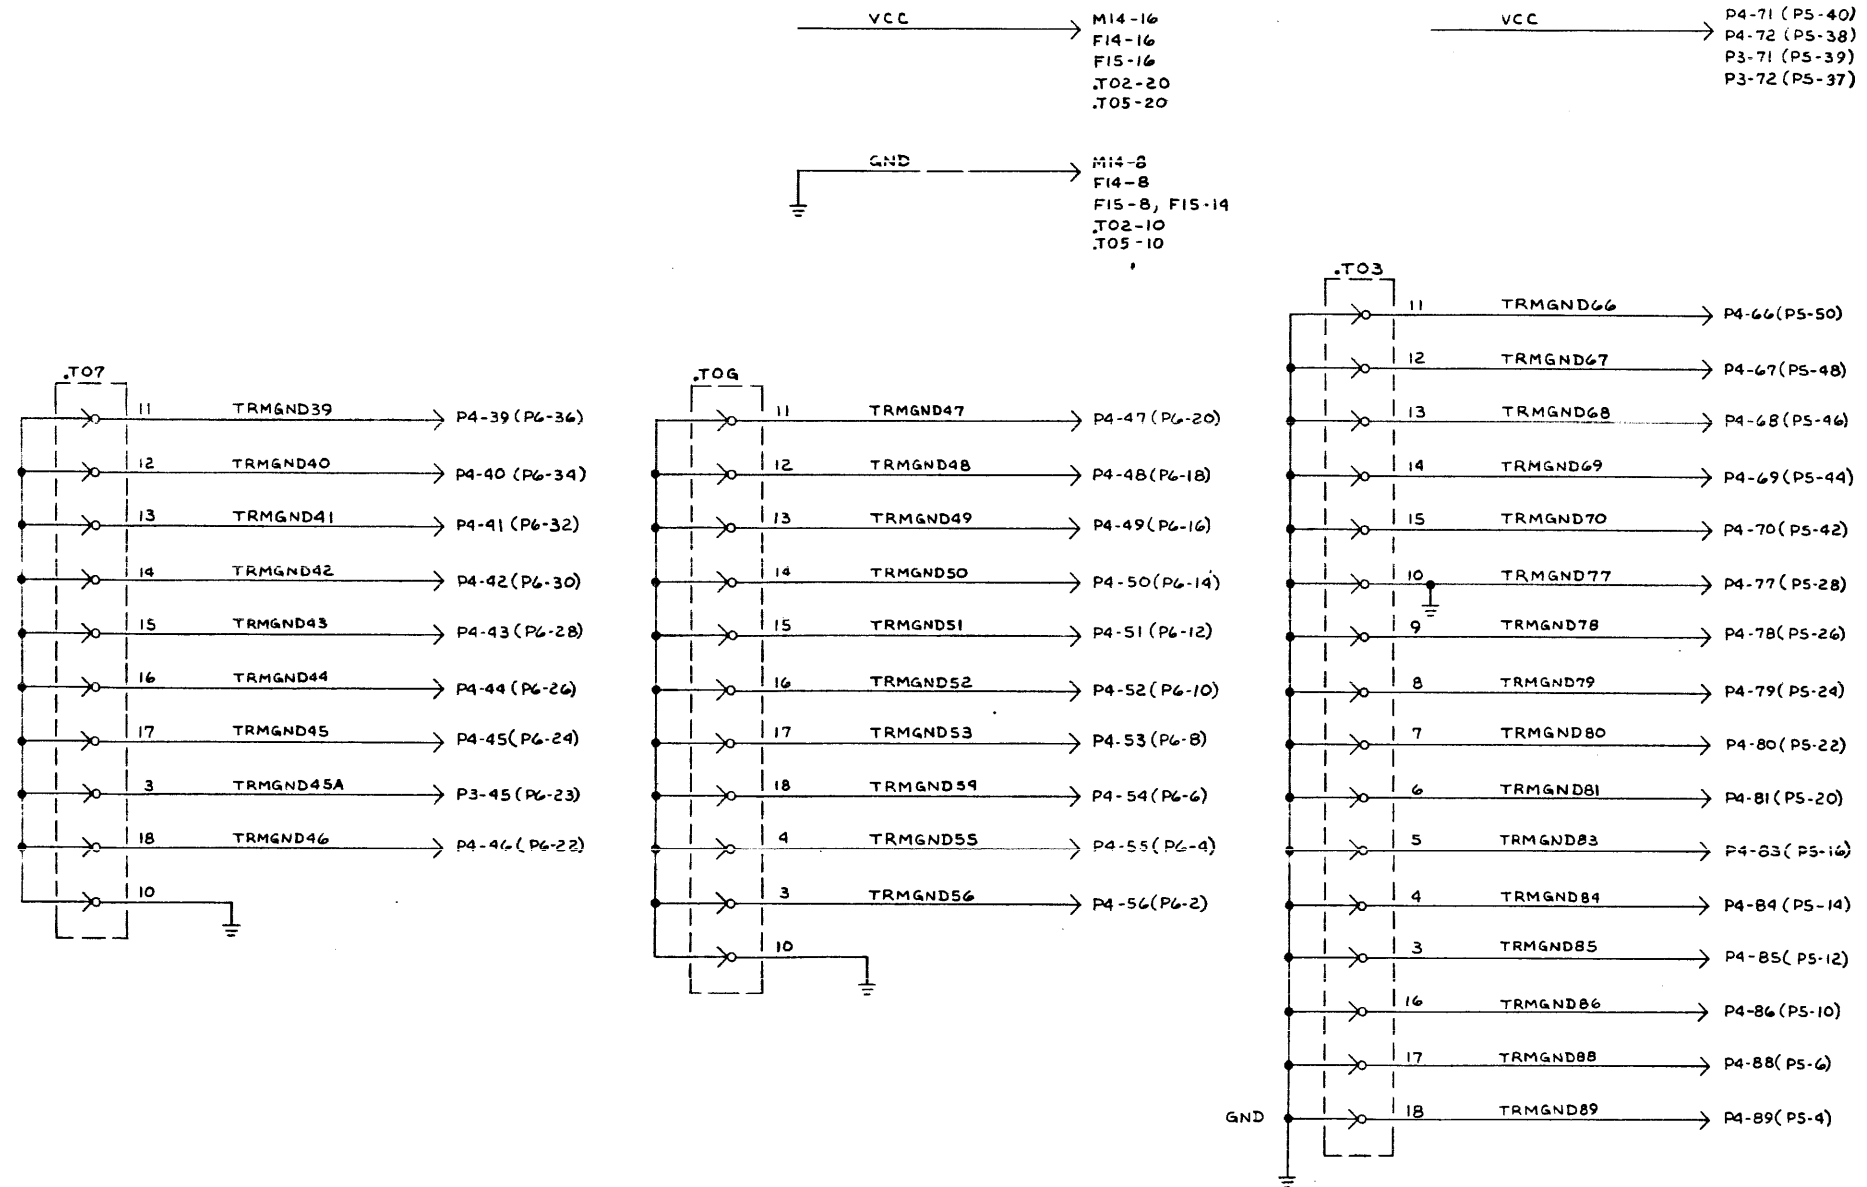 VCC
M14-16
F14-16
F15-16
.T02-20
.T05-20
VCC
P4-71 (P5-40)
P4-72 (P5-38)
P3-71 (P5-39)
P3-72 (P5-37)
GND
M14-8
F14-8
F15-8, F15-14
.T02-10
.T05-10
.T07
11 TRMGND39 P4-39 (P6-36)
12 TRMGND40 P4-40 (P6-34)
13 TRMGND41 P4-41 (P6-32)
14 TRMGND42 P4-42 (P6-30)
15 TRMGND43 P4-43 (P6-28)
16 TRMGND44 P4-44 (P6-26)
17 TRMGND45 P4-45 (P6-24)
3 TRMGND45A P3-45 (P6-23)
18 TRMGND46 P4-46 (P6-22)
10
.T06
11 TRMGND47 P4-47 (P6-20)
12 TRMGND48 P4-48 (P6-18)
13 TRMGND49 P4-49 (P6-16)
14 TRMGND50 P4-50 (P6-14)
15 TRMGND51 P4-51 (P6-12)
16 TRMGND52 P4-52 (P6-10)
17 TRMGND53 P4-53 (P6-8)
18 TRMGND54 P4-54 (P6-6)
4 TRMGND55 P4-55 (P6-4)
3 TRMGND56 P4-56 (P6-2)
10
.T03
11 TRMGND66 P4-66 (P5-50)
12 TRMGND67 P4-67 (P5-48)
13 TRMGND68 P4-68 (P5-46)
14 TRMGND69 P4-69 (P5-44)
15 TRMGND70 P4-70 (P5-42)
10 TRMGND77 P4-77 (P5-28)
9 TRMGND78 P4-78 (P5-26)
8 TRMGND79 P4-79 (P5-24)
7 TRMGND80 P4-80 (P5-22)
6 TRMGND81 P4-81 (P5-20)
5 TRMGND83 P4-83 (P5-16)
4 TRMGND84 P4-84 (P5-14)
3 TRMGND85 P4-85 (P5-12)
16 TRMGND86 P4-86 (P5-10)
17 TRMGND88 P4-88 (P5-6)
GND 18 TRMGND89 P4-89 (P5-4)